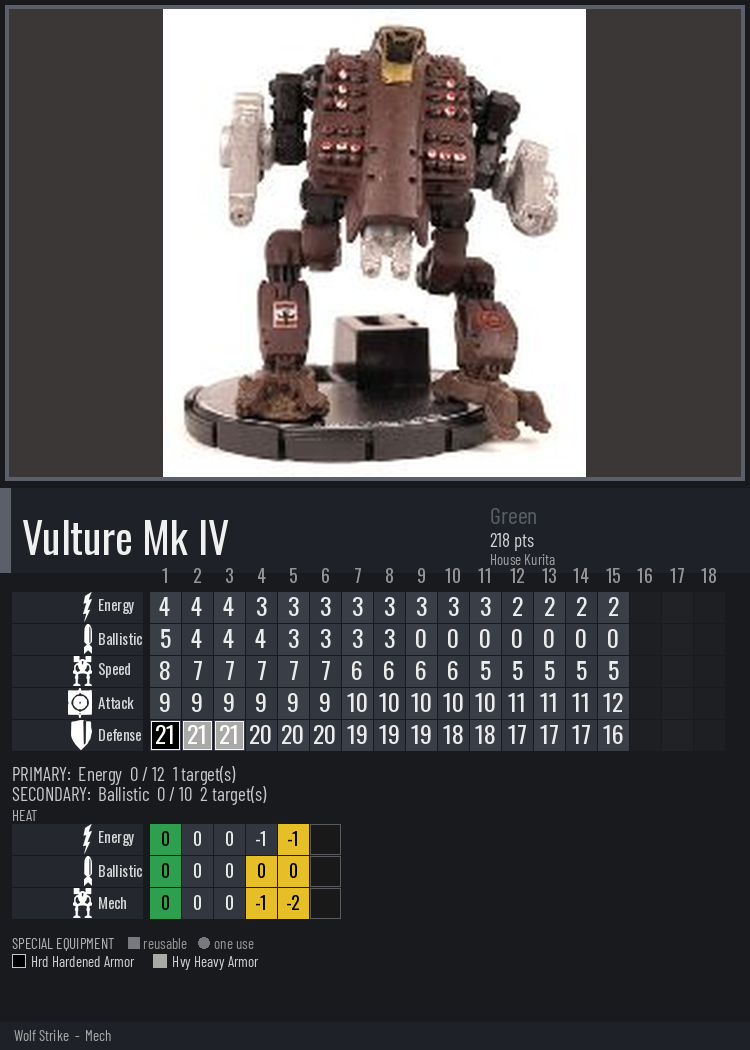 Vulture Mk IV
Green
218 pts
House Kurita
1 2 3 4 5 6 7 8 9 10 11 12 13 14 15 16 17 18
Energy 4 4 4 3 3 3 3 3 3 3 3 2 2 2 2
Ballistic 5 4 4 4 3 3 3 3 0 0 0 0 0 0 0
Speed 8 7 7 7 7 7 6 6 6 6 5 5 5 5 5
Attack 9 9 9 9 9 9 10 10 10 10 10 11 11 11 12
Defense 21 21 21 20 20 20 19 19 19 18 18 17 17 17 16
PRIMARY: Energy 0 / 12 1 target(s)
SECONDARY: Ballistic 0 / 10 2 target(s)
HEAT
Energy 0 0 0 -1 -1
Ballistic 0 0 0 0 0
Mech 0 0 0 -1 -2
SPECIAL EQUIPMENT reusable one use
Hrd Hardened Armor Hvy Heavy Armor
Wolf Strike - Mech